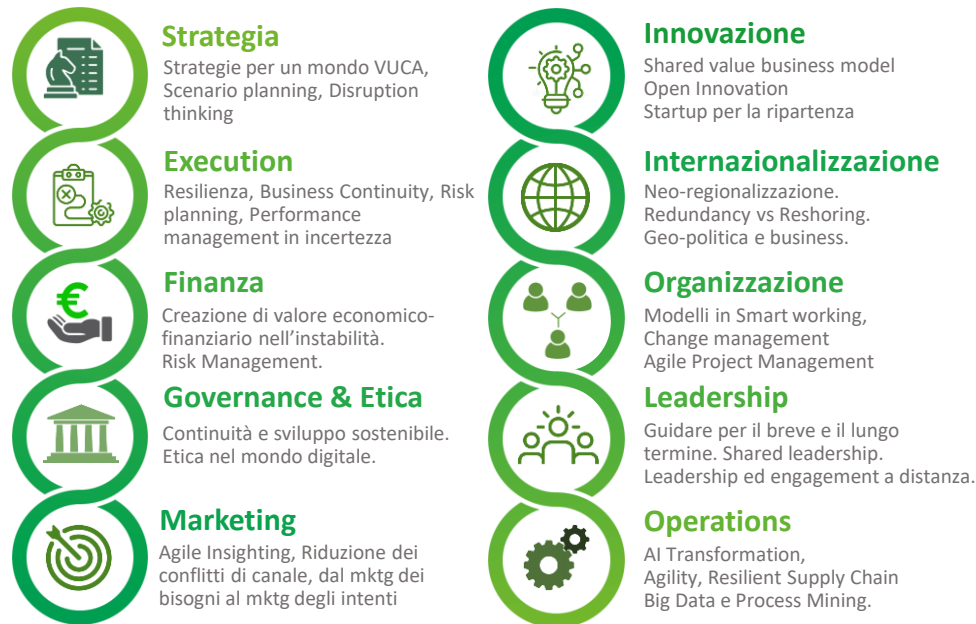 Strategia
Strategie per un mondo VUCA,
Scenario planning, Disruption
thinking
Execution
Resilienza, Business Continuity, Risk
planning, Performance
management in incertezza
Finanza
Creazione di valore economico-
finanziario nell'instabilità.
Risk Management.
Governance & Etica
Continuità e sviluppo sostenibile.
Etica nel mondo digitale.
Marketing
Agile Insighting, Riduzione dei
conflitti di canale, dal mktg dei
bisogni al mktg degli intenti
Innovazione
Shared value business model
Open Innovation
Startup per la ripartenza
Internazionalizzazione
Neo-regionalizzazione.
Redundancy vs Reshoring.
Geo-politica e business.
Organizzazione
Modelli in Smart working,
Change management
Agile Project Management
Leadership
Guidare per il breve e il lungo
termine. Shared leadership.
Leadership ed engagement a distanza.
Operations
AI Transformation,
Agility, Resilient Supply Chain
Big Data e Process Mining.